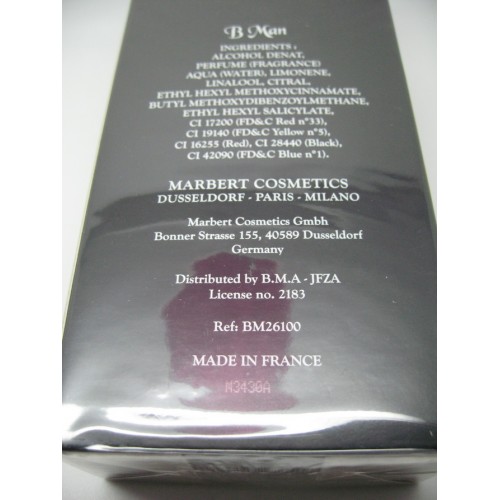 B Man
INGREDIENTS :
ALCOHOL DENAT,
PERFUME (FRAGRANCE)
AQUA (WATER), LIMONENE,
LINALOOL, CITRAL,
ETHYL HEXYL METHOXYCINNAMATE,
BUTYL METHOXYDIBENZOYLMETHANE,
ETHYL HEXYL SALICYLATE,
CI 17200 (FD&C Red n°33),
CI 19140 (FD&C Yellow n°5),
CI 16255 (Red), CI 28440 (Black),
CI 42090 (FD&C Blue n°1).
MARBERT COSMETICS
DUSSELDORF - PARIS - MILANO
Marbert Cosmetics Gmbh
Bonner Strasse 155, 40589 Dusseldorf
Germany
Distributed by B.M.A - JFZA
License no. 2183
Ref: BM26100
MADE IN FRANCE
N3430A